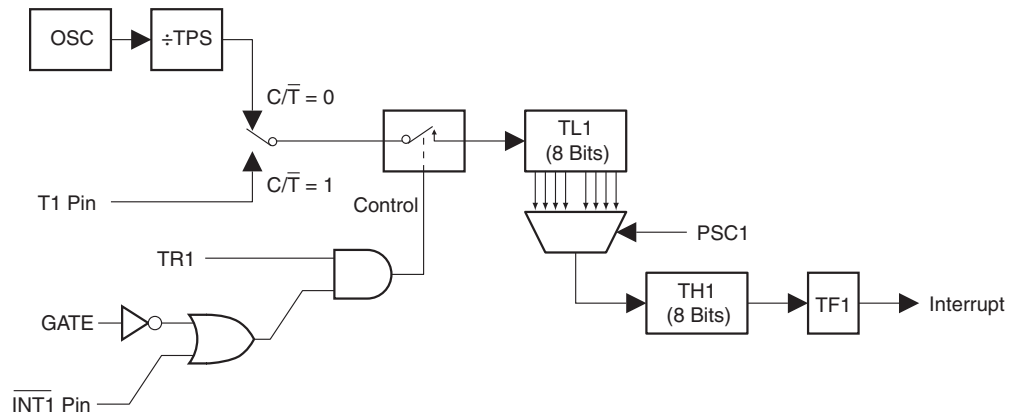 OSC
÷TPS
C/T̅ = 0
C/T̅ = 1
T1 Pin
Control
TL1
(8 Bits)
PSC1
TR1
GATE
I̅N̅T̅1̅ Pin
TH1
(8 Bits)
TF1
Interrupt